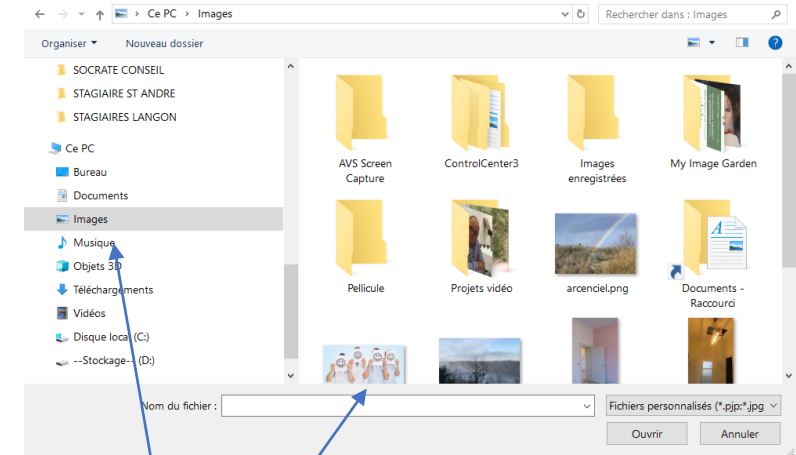 Ce PC › Images
Rechercher dans : Images
Organiser
Nouveau dossier
SOCRATE CONSEIL
STAGIAIRE ST ANDRE
STAGIAIRES LANGON
Ce PC
Bureau
Documents
Images
Musique
Objets 3D
Téléchargements
Vidéos
Disque local (C:)
--Stockage-- (D:)
AVS Screen
Capture
ControlCenter3
Images
enregistrées
My Image Garden
Pellicule
Projets vidéo
arcenciel.png
Documents -
Raccourci
Nom du fichier :
Fichiers personnalisés (*.pjp;*.jpg
Ouvrir
Annuler